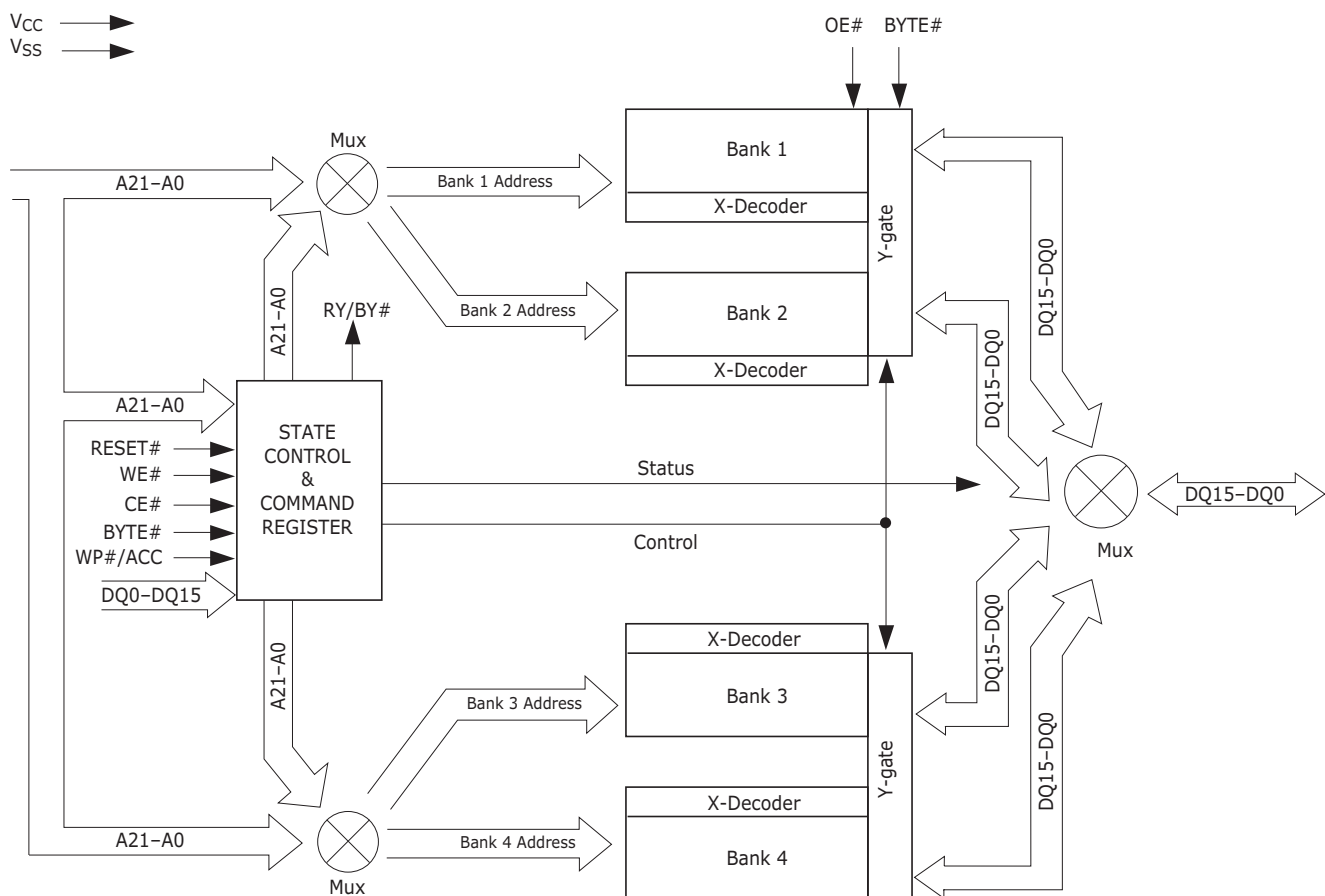 VCC
VSS
OE# BYTE#
Mux
Bank 1
A21–A0
Bank 1 Address
X-Decoder
Y-gate
DQ15–DQ0
Bank 2 Address
Bank 2
X-Decoder
A21–A0
RY/BY#
DQ15–DQ0
A21–A0
RESET#
WE#
CE#
BYTE#
WP#/ACC
DQ0–DQ15
STATE
CONTROL
&
COMMAND
REGISTER
Status
Control
DQ15–DQ0
Mux
A21–A0
X-Decoder
Bank 3 Address
Bank 3
Y-gate
DQ15–DQ0
DQ15–DQ0
X-Decoder
A21–A0
Bank 4 Address
Bank 4
Mux